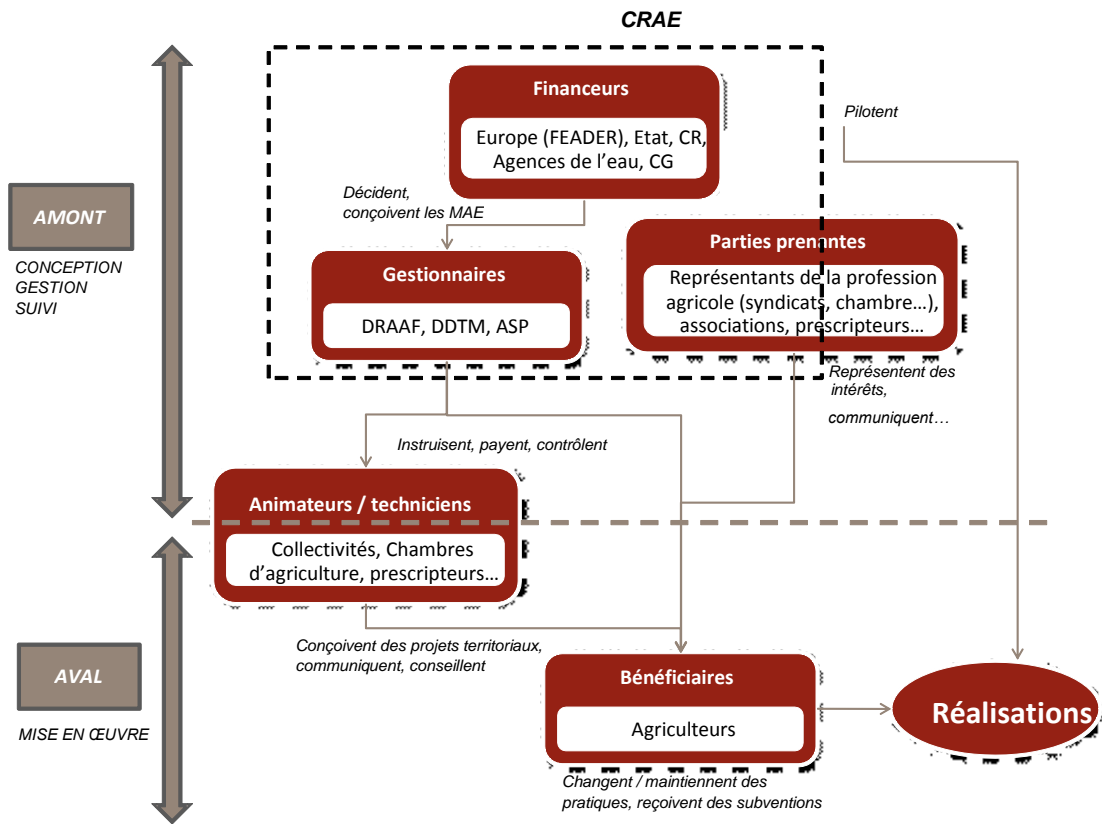 CRAE
Financeurs
Europe (FEADER), Etat, CR,
Agences de l'eau, CG
Pilotent
Décident,
conçoivent les MAE
AMONT
CONCEPTION
GESTION
SUIVI
Gestionnaires
DRAAF, DDTM, ASP
Parties prenantes
Représentants de la profession
agricole (syndicats, chambre…),
associations, prescripteurs…
Représentent des
intérêts,
communiquent…
Instruisent, payent, contrôlent
Animateurs / techniciens
Collectivités, Chambres
d'agriculture, prescripteurs…
Conçoivent des projets territoriaux,
communiquent, conseillent
AVAL
MISE EN ŒUVRE
Bénéficiaires
Agriculteurs
Changent / maintiennent des
pratiques, reçoivent des subventions
Réalisations